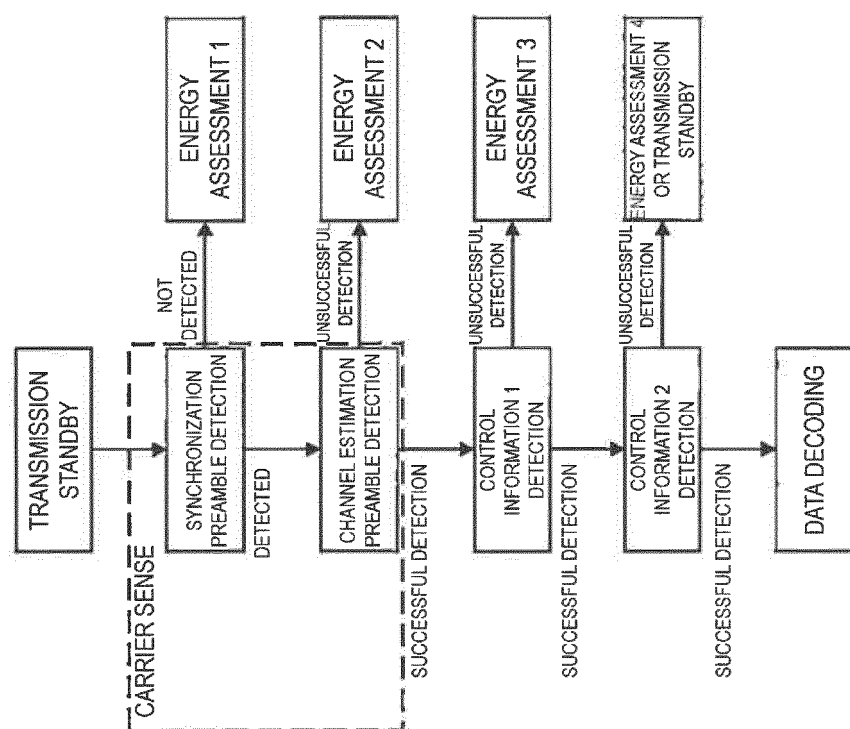 TRANSMISSION
STANDBY
CARRIER SENSE
SYNCHRONIZATION
PREAMBLE DETECTION
NOT
DETECTED
ENERGY
ASSESSMENT 1
DETECTED
CHANNEL ESTIMATION
PREAMBLE DETECTION
UNSUCCESSFUL
DETECTION
ENERGY
ASSESSMENT 2
SUCCESSFUL DETECTION
CONTROL
INFORMATION 1
DETECTION
UNSUCCESSFUL
DETECTION
ENERGY
ASSESSMENT 3
SUCCESSFUL DETECTION
CONTROL
INFORMATION 2
DETECTION
UNSUCCESSFUL
DETECTION
ENERGY ASSESSMENT 4
OR TRANSMISSION
STANDBY
SUCCESSFUL DETECTION
DATA DECODING